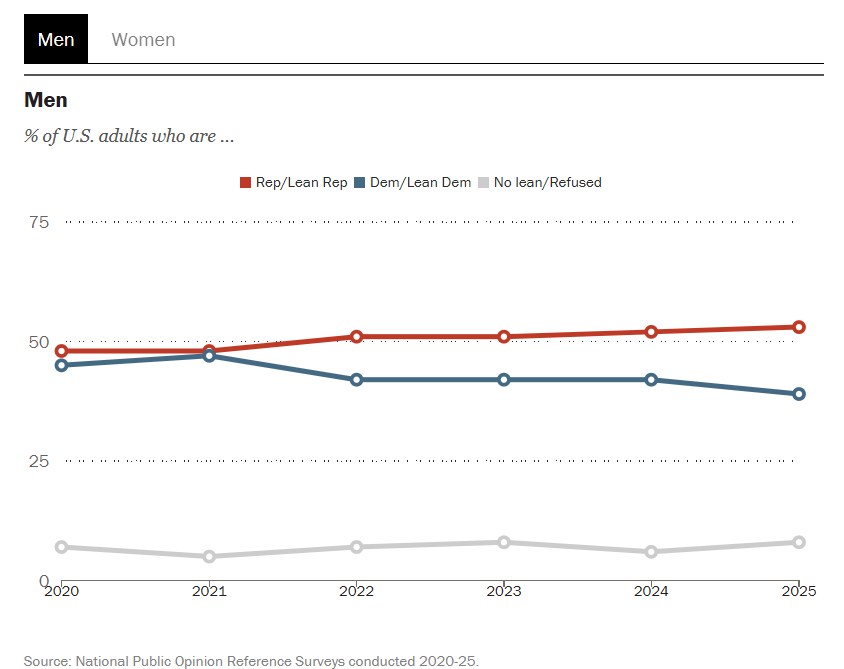 Men Women
Men
% of U.S. adults who are ...
Rep/Lean Rep Dem/Lean Dem No lean/Refused
75
50
25
0
2020 2021 2022 2023 2024 2025
Source: National Public Opinion Reference Surveys conducted 2020-25.